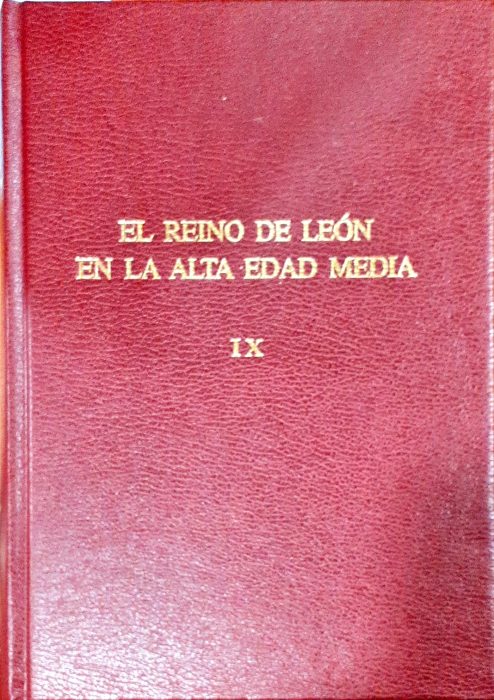 EL REINO DE LEÓN
EN LA ALTA EDAD MEDIA
IX